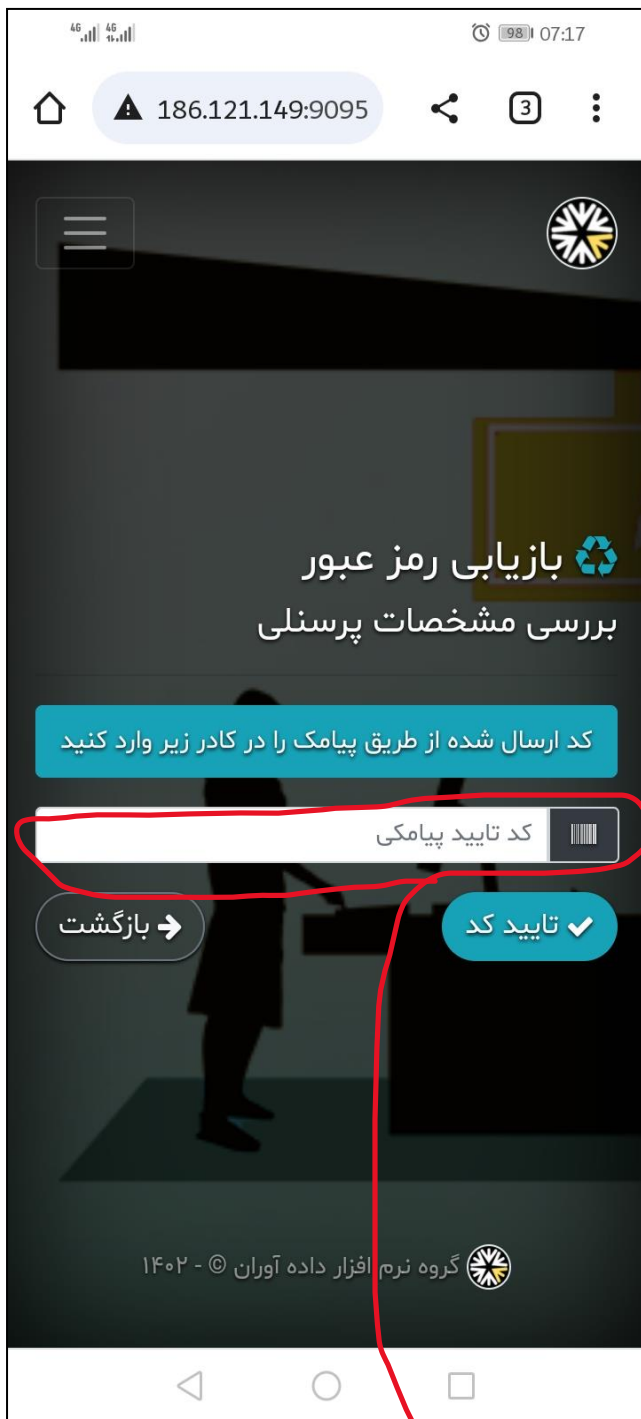 4G 4G 98 07:17
186.121.149:9095 3
بازیابی رمز عبور
بررسی مشخصات پرسنلی
کد ارسال شده از طریق پیامک را در کادر زیر وارد کنید
کد تایید پیامکی
تایید کد بازگشت
گروه نرم افزار داده آوران © - ۱۴۰۲